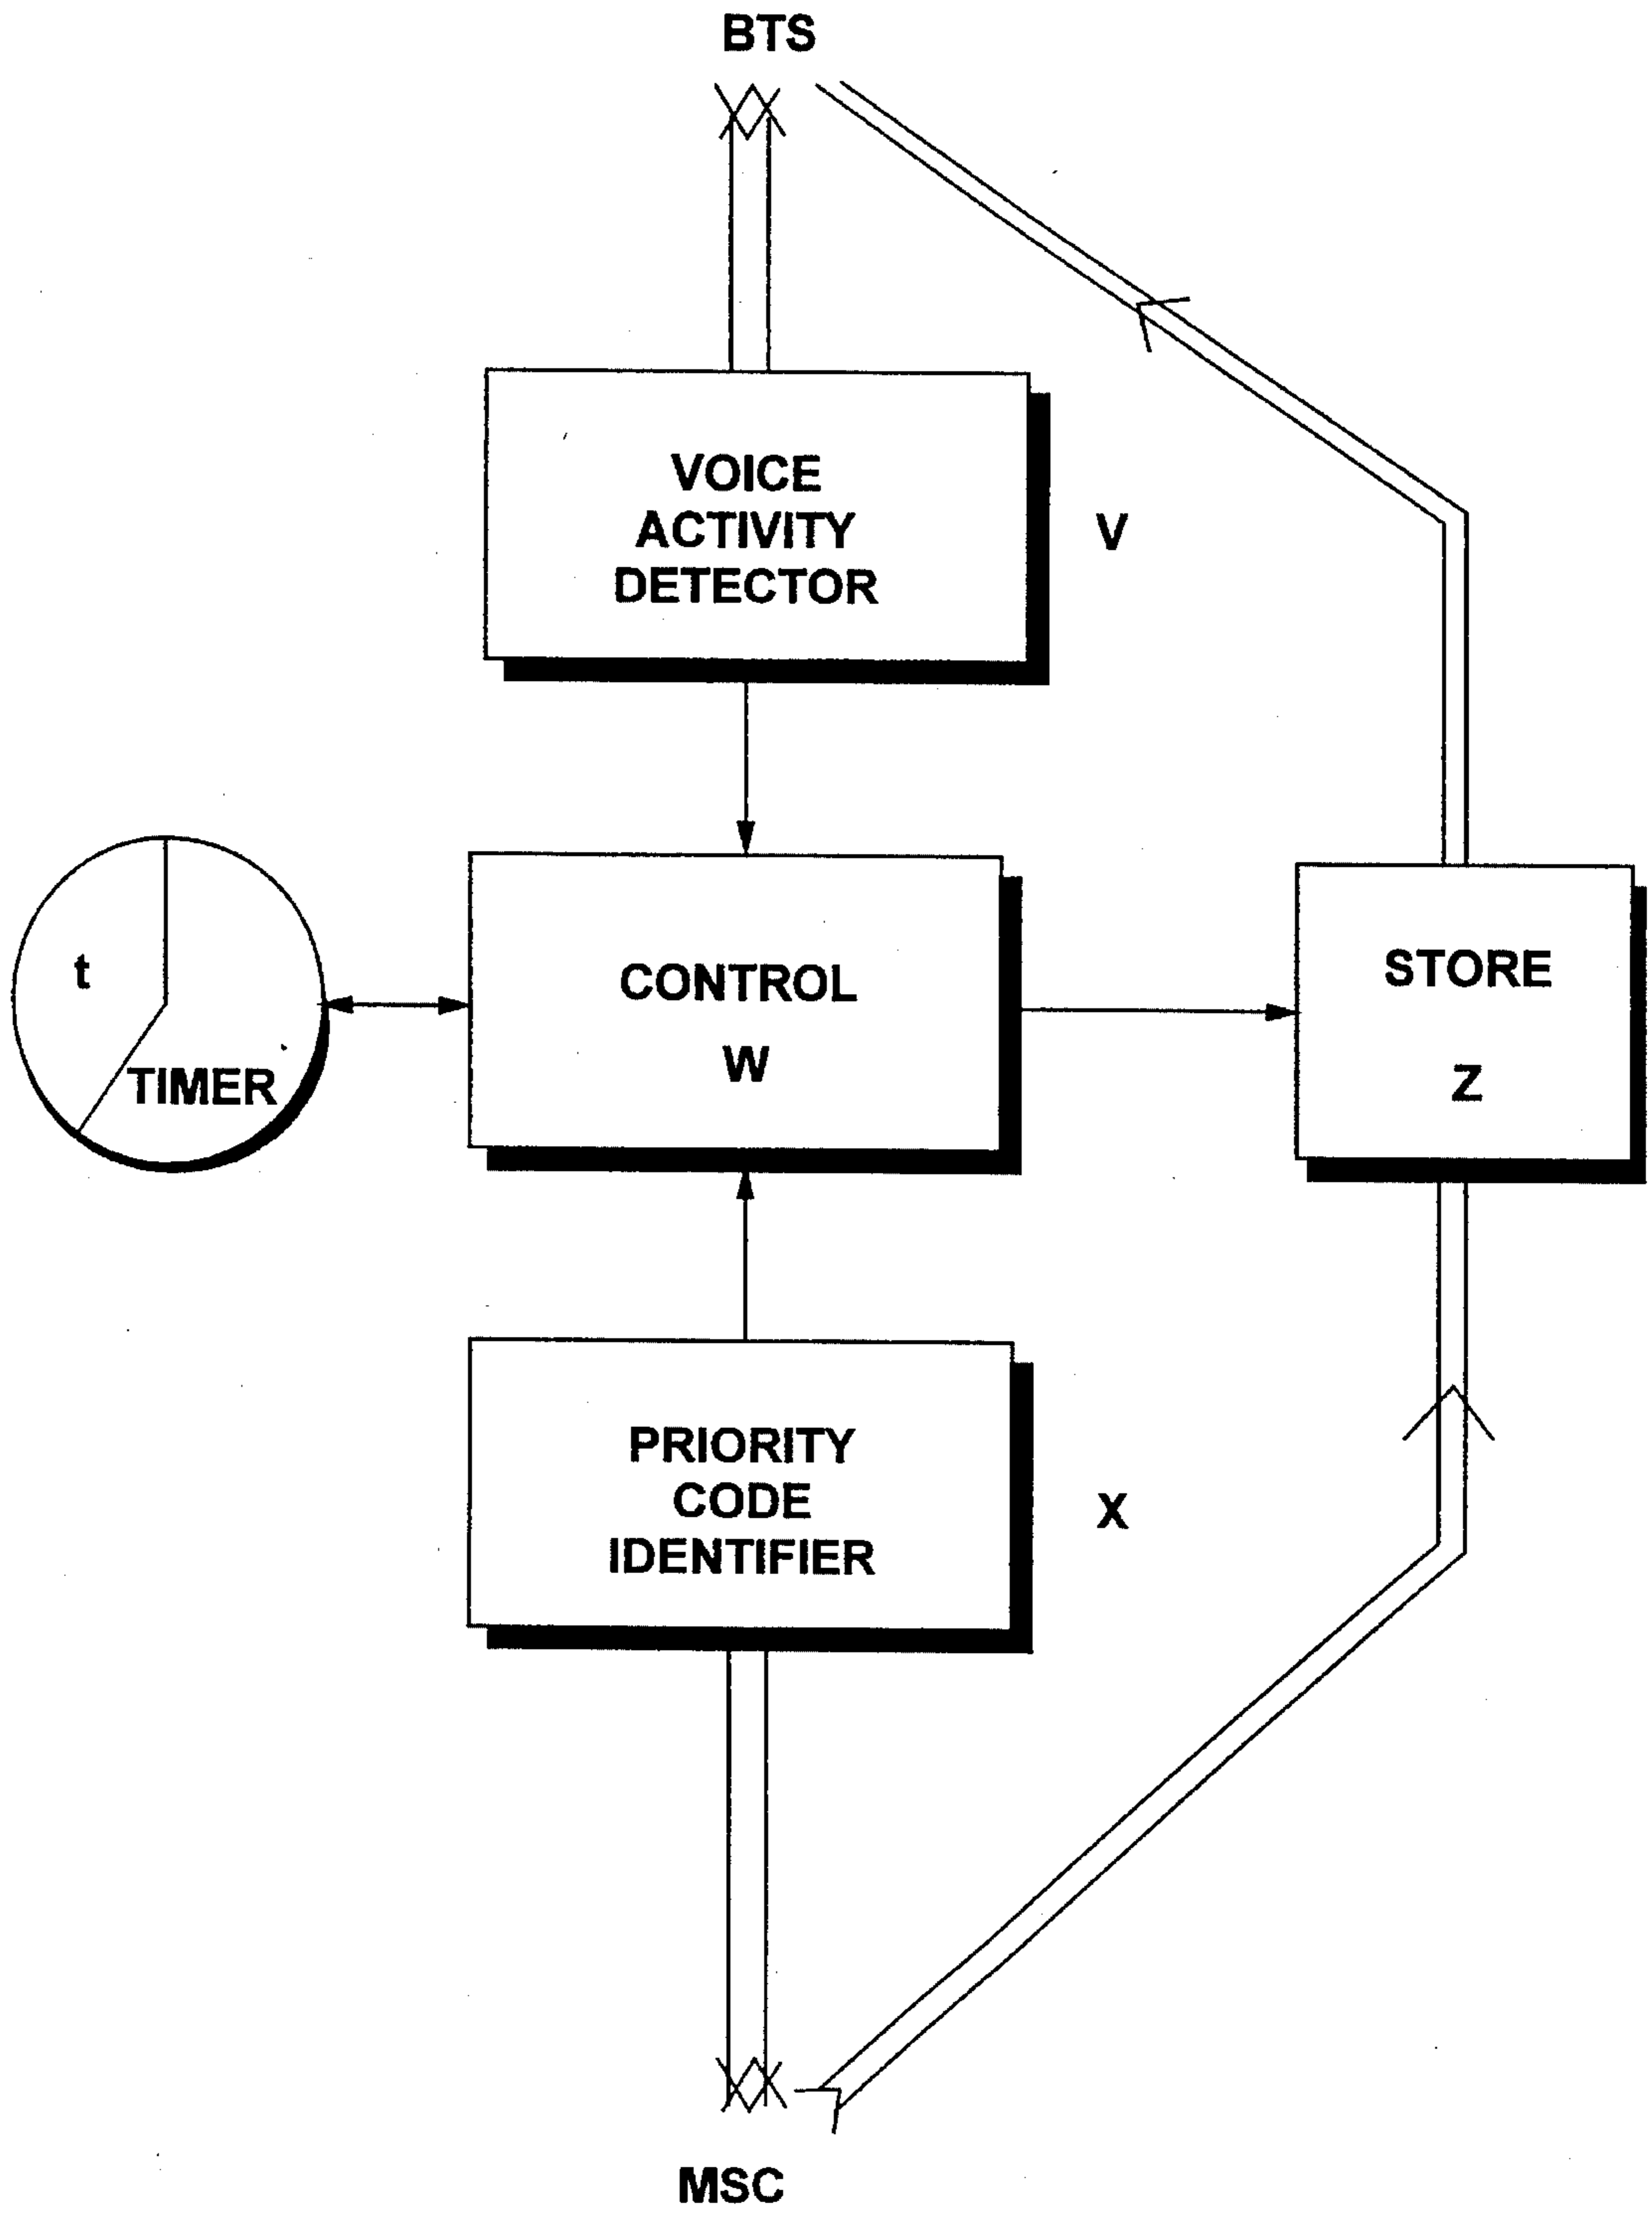 BTS
VOICE
ACTIVITY
DETECTOR
V
t
TIMER
CONTROL
W
STORE
Z
PRIORITY
CODE
IDENTIFIER
X
MSC